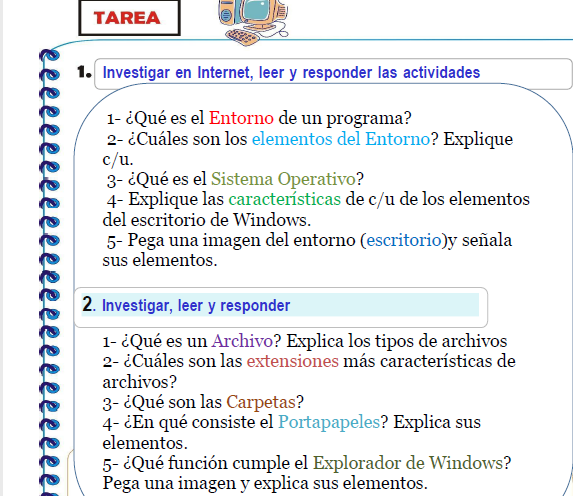 TAREA
1. Investigar en Internet, leer y responder las actividades
1- ¿Qué es el Entorno de un programa?
2- ¿Cuáles son los elementos del Entorno? Explique
c/u.
3- ¿Qué es el Sistema Operativo?
4- Explique las características de c/u de los elementos
del escritorio de Windows.
5- Pega una imagen del entorno (escritorio)y señala
sus elementos.
2. Investigar, leer y responder
1- ¿Qué es un Archivo? Explica los tipos de archivos
2- ¿Cuáles son las extensiones más características de
archivos?
3- ¿Qué son las Carpetas?
4- ¿En qué consiste el Portapapeles? Explica sus
elementos.
5- ¿Qué función cumple el Explorador de Windows?
Pega una imagen y explica sus elementos.